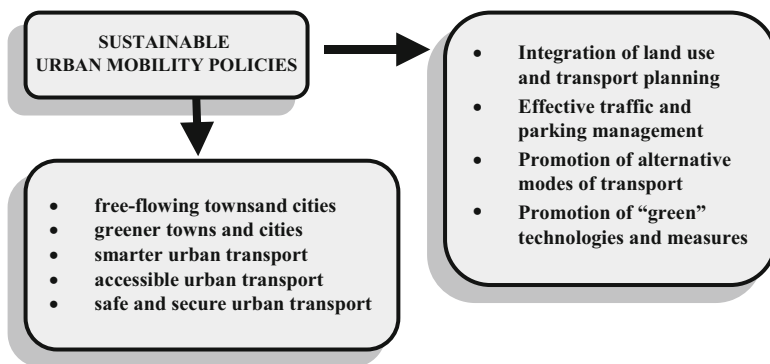 SUSTAINABLE
URBAN MOBILITY POLICIES
• Integration of land use
and transport planning
• Effective traffic and
parking management
• Promotion of alternative
modes of transport
• Promotion of “green”
technologies and measures
• free-flowing townsand cities
• greener towns and cities
• smarter urban transport
• accessible urban transport
• safe and secure urban transport